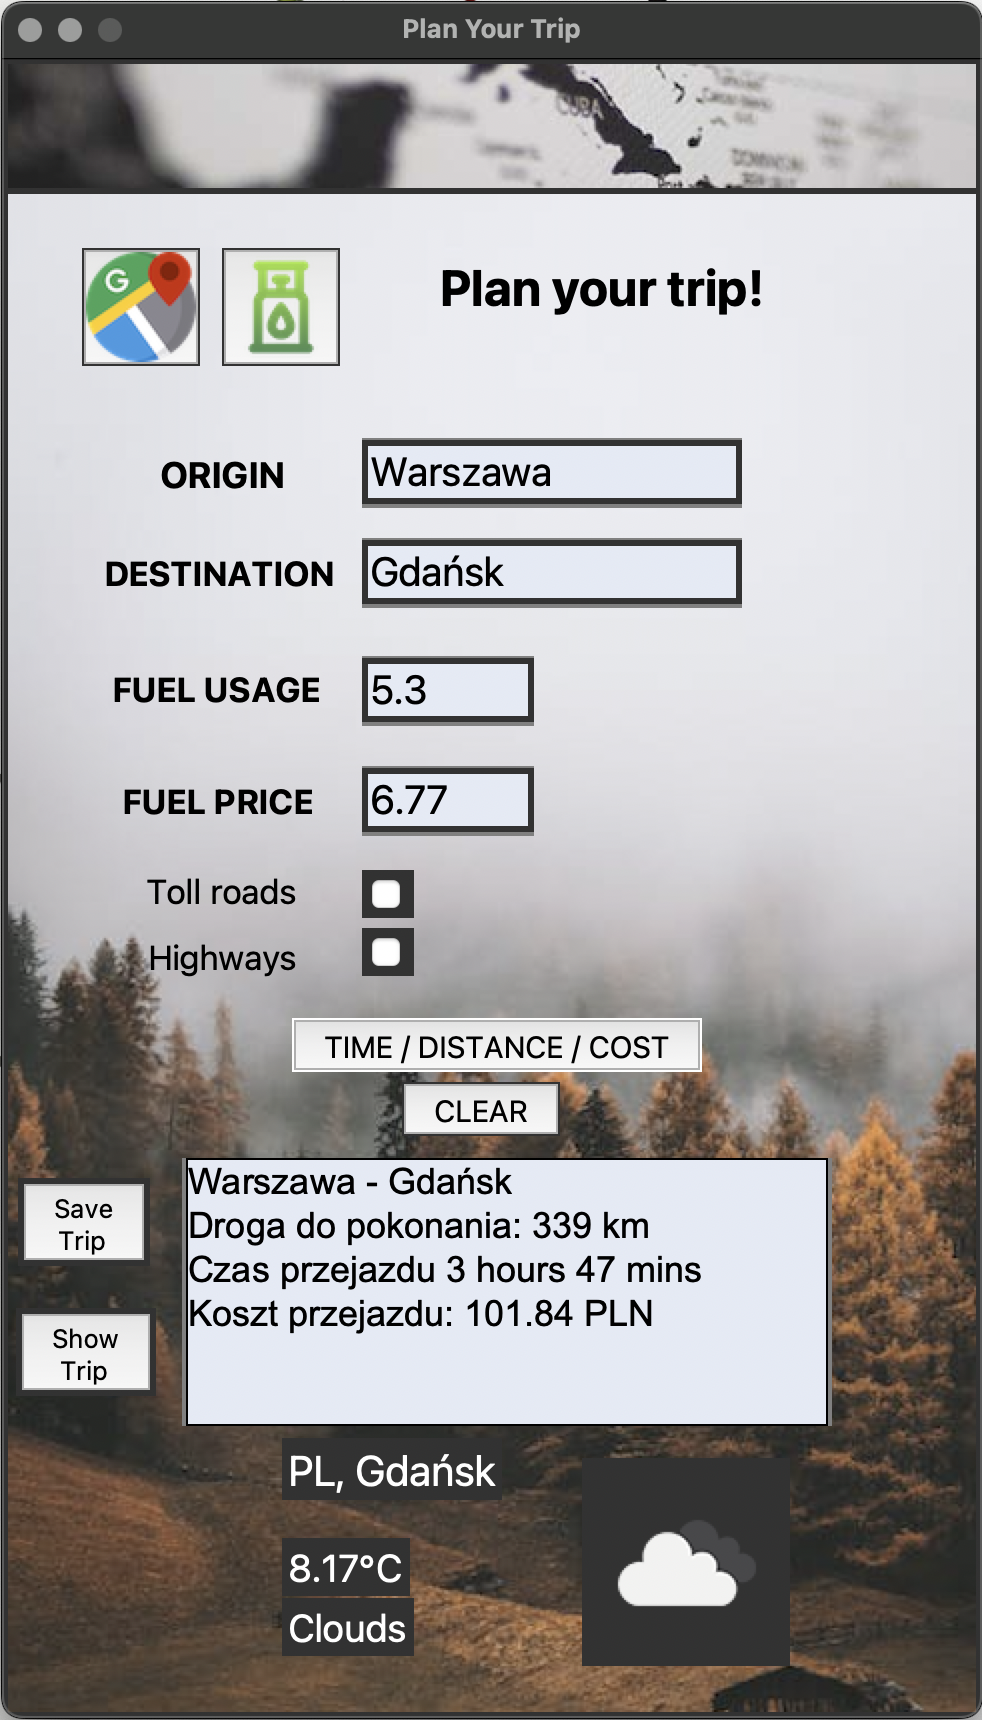 Plan Your Trip
CUBA
G
Plan your trip!
ORIGIN
Warszawa
DESTINATION
Gdańsk
FUEL USAGE
5.3
FUEL PRICE
6.77
Toll roads
Highways
TIME / DISTANCE / COST
CLEAR
Save
Trip
Warszawa - Gdańsk
Droga do pokonania: 339 km
Czas przejazdu 3 hours 47 mins
Koszt przejazdu: 101.84 PLN
Show
Trip
PL, Gdańsk
8.17°C
Clouds